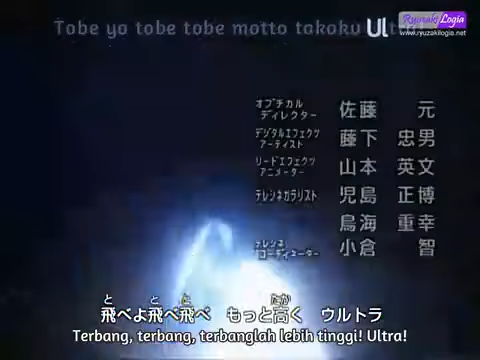 Tobe yo tobe tobe motto takaku Ul
Ryuzaki Logia
www.ryuzakilogia.net
オプチカル
ディレクター
佐藤 元
デジタルエフェクツ
アーティスト
藤下 忠男
リードエフェクツ
アニメーター
山本 英文
テレシネカラリスト
児島 正博
鳥海 重幸
テレシネ
コーディネーター
小倉 智
と と と たか
飛べよ飛べ飛べ もっと高く ウルトラ
Terbang, terbang, terbanglah lebih tinggi! Ultra!